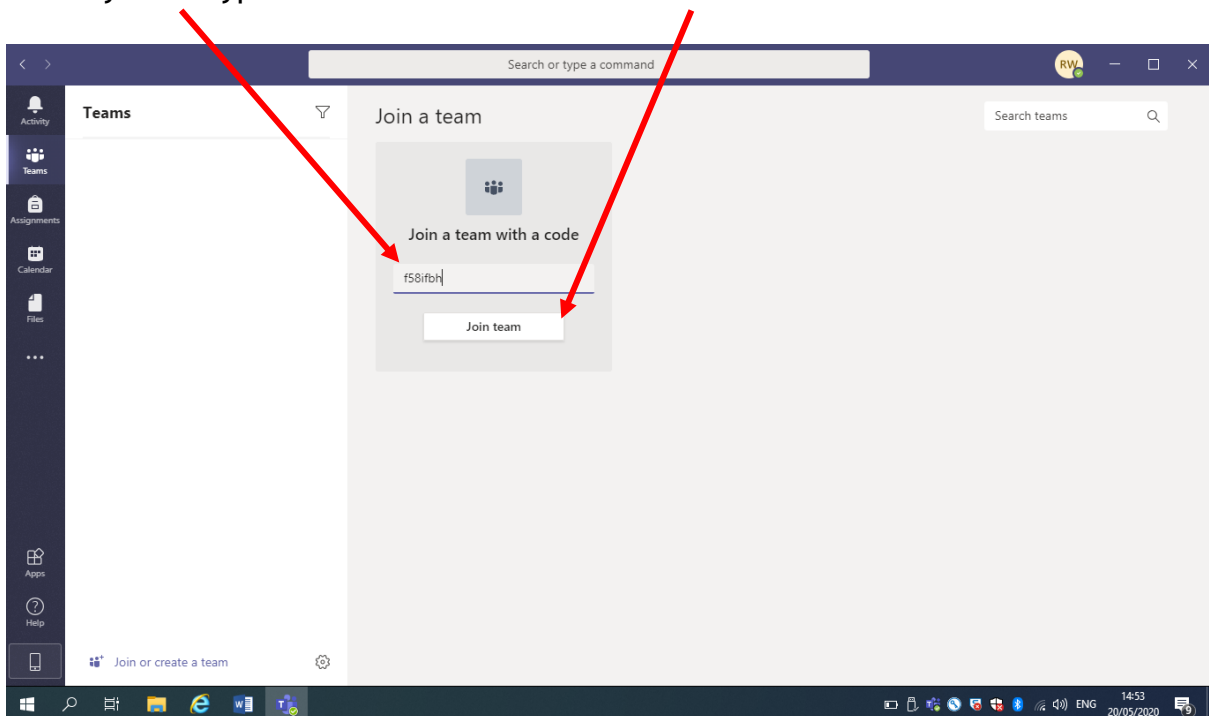 Search or type a command
RW
Activity
Teams
Join a team
Search teams
Teams
Assignments
Join a team with a code
Calendar
f58ifbh
Files
Join team
Apps
Help
Join or create a team
ENG
14:53
20/05/2020
9